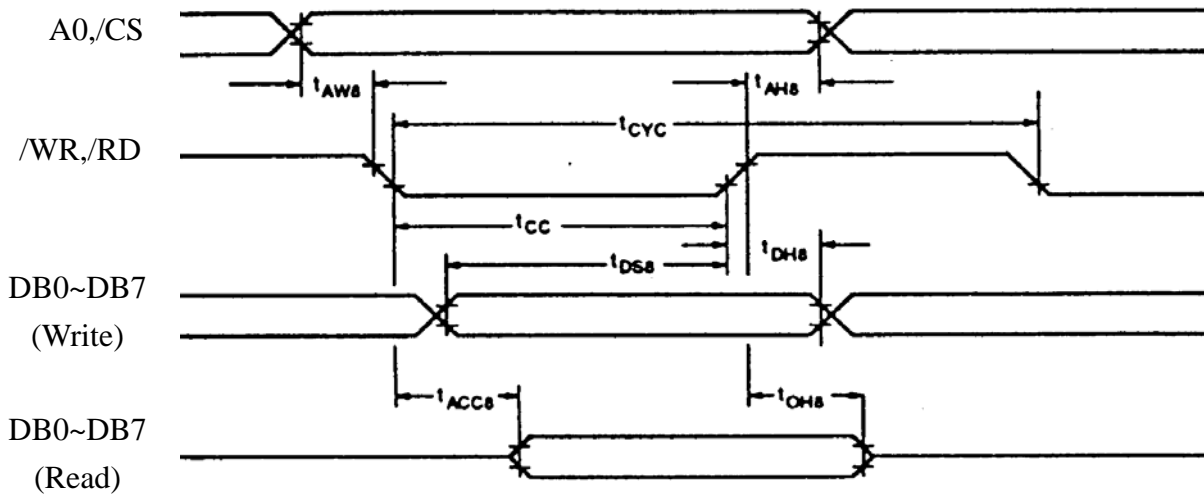 A0,/CS
tAW8
tAH8
tCYC
/WR,/RD
tCC
tDH8
tDS8
DB0~DB7
(Write)
tACC8
tOH8
DB0~DB7
(Read)